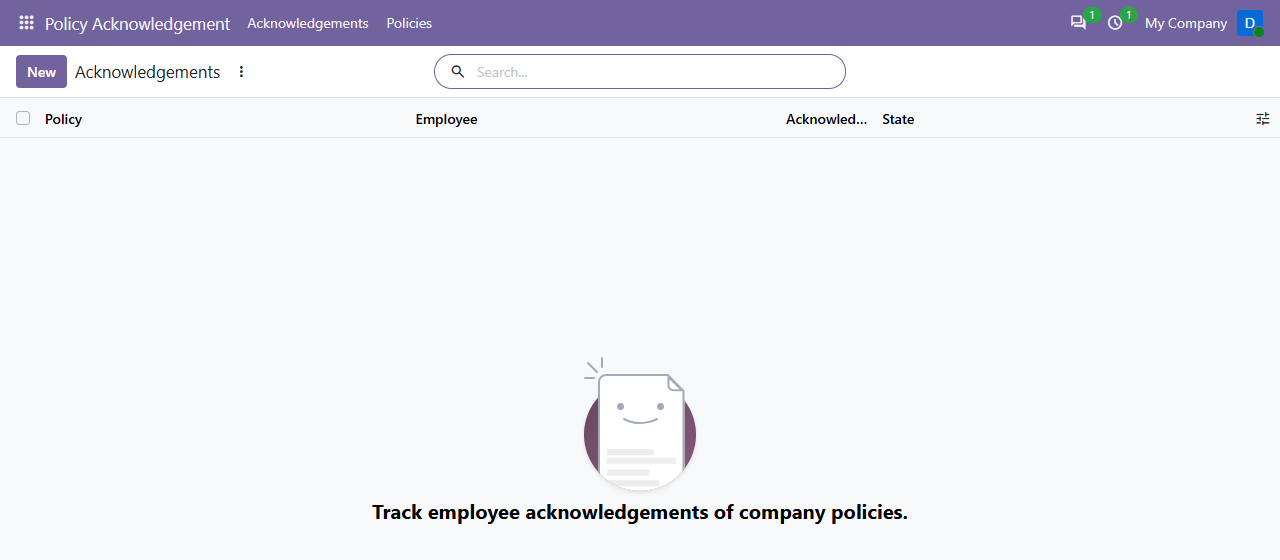 Policy Acknowledgement Acknowledgements Policies 1 1 My Company D
New Acknowledgements Search...
Policy Employee Acknowled... State
Track employee acknowledgements of company policies.